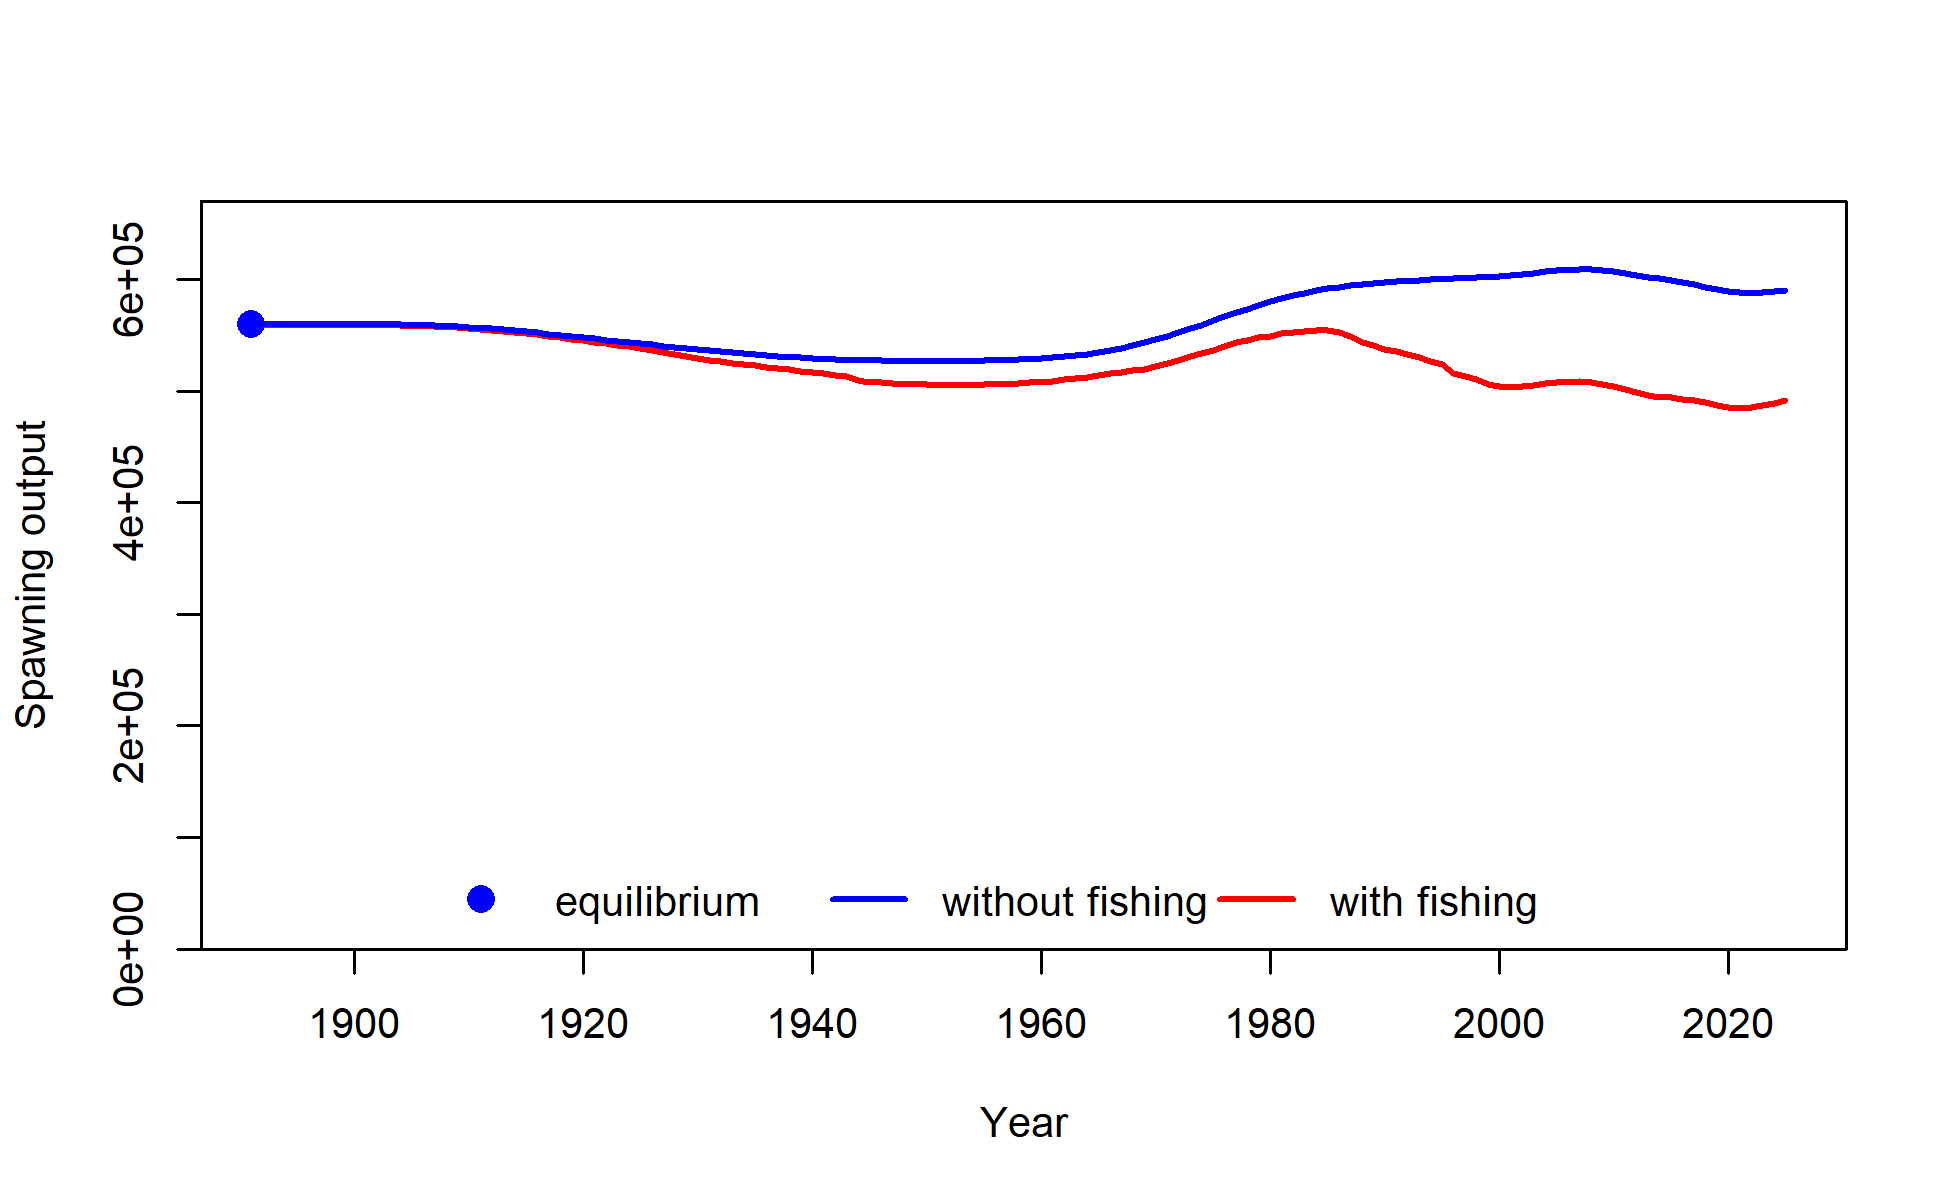 Spawning output
6e+05
4e+05
2e+05
0e+00
equilibrium without fishing with fishing
1900 1920 1940 1960 1980 2000 2020
Year